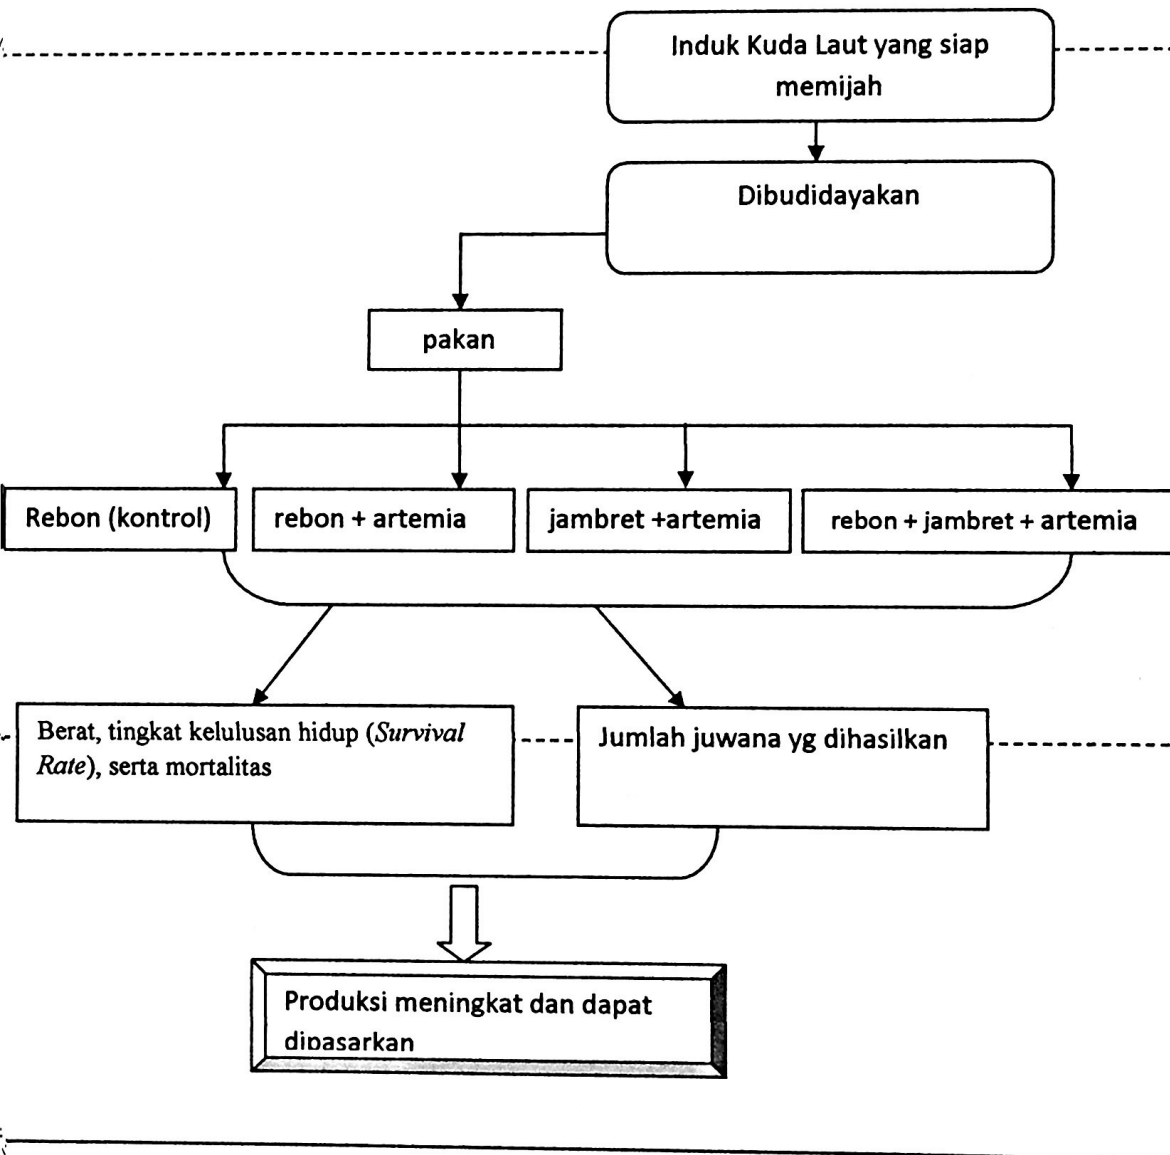 Induk Kuda Laut yang siap
memijah
Dibudidayakan
pakan
Rebon (kontrol)
rebon + artemia
jambret +artemia
rebon + jambret + artemia
Berat, tingkat kelulusan hidup (Survival
Rate), serta mortalitas
Jumlah juwana yg dihasilkan
Produksi meningkat dan dapat
dipasarkan